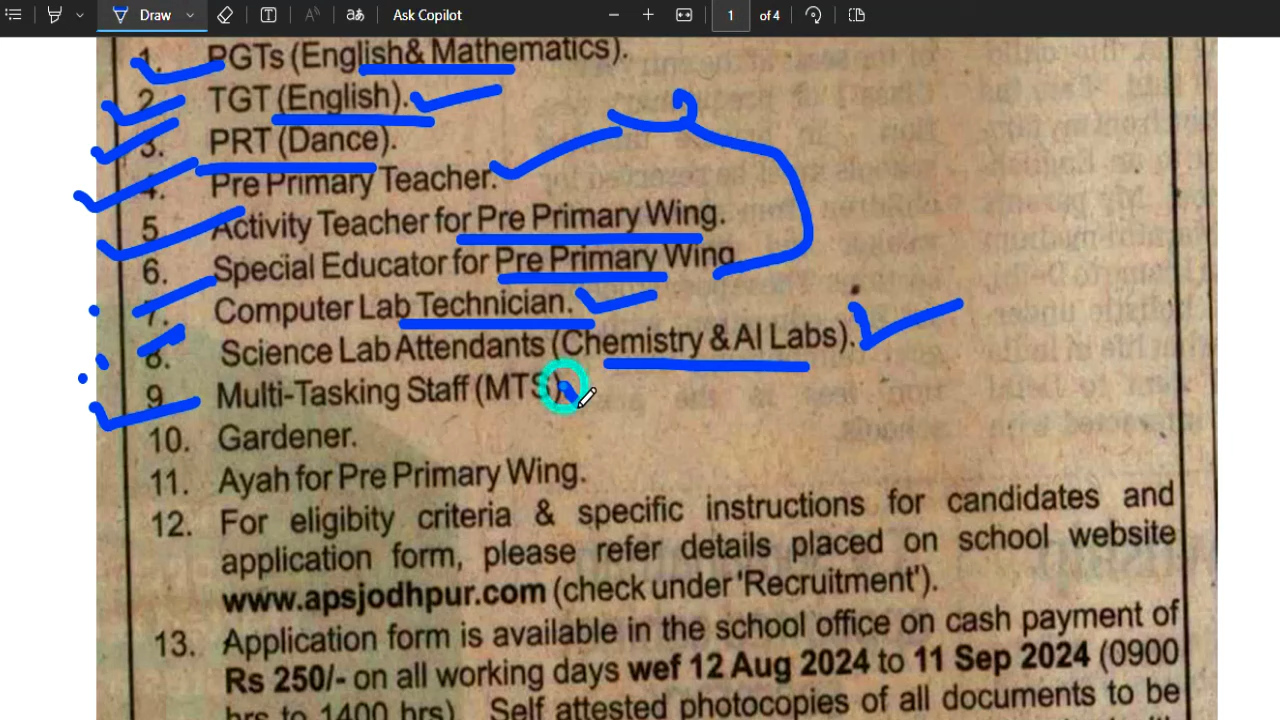 Draw
Ask Copilot
1 of 4
1. PGTs (English& Mathematics).
2. TGT (English).
3. PRT (Dance).
4. Pre Primary Teacher.
5. Activity Teacher for Pre Primary Wing.
6. Special Educator for Pre Primary Wing
7. Computer Lab Technician.
8. Science Lab Attendants (Chemistry & AI Labs).
9 Multi-Tasking Staff (MTS)
10. Gardener.
11. Ayah for Pre Primary Wing.
12. For eligibity criteria & specific instructions for candidates and
application form, please refer details placed on school website
www.apsjodhpur.com (check under 'Recruitment').
13. Application form is available in the school office on cash payment of
Rs 250/- on all working days wef 12 Aug 2024 to 11 Sep 2024 (0900
hrs to 1400 hrs). Self attested photocopies of all documents to be